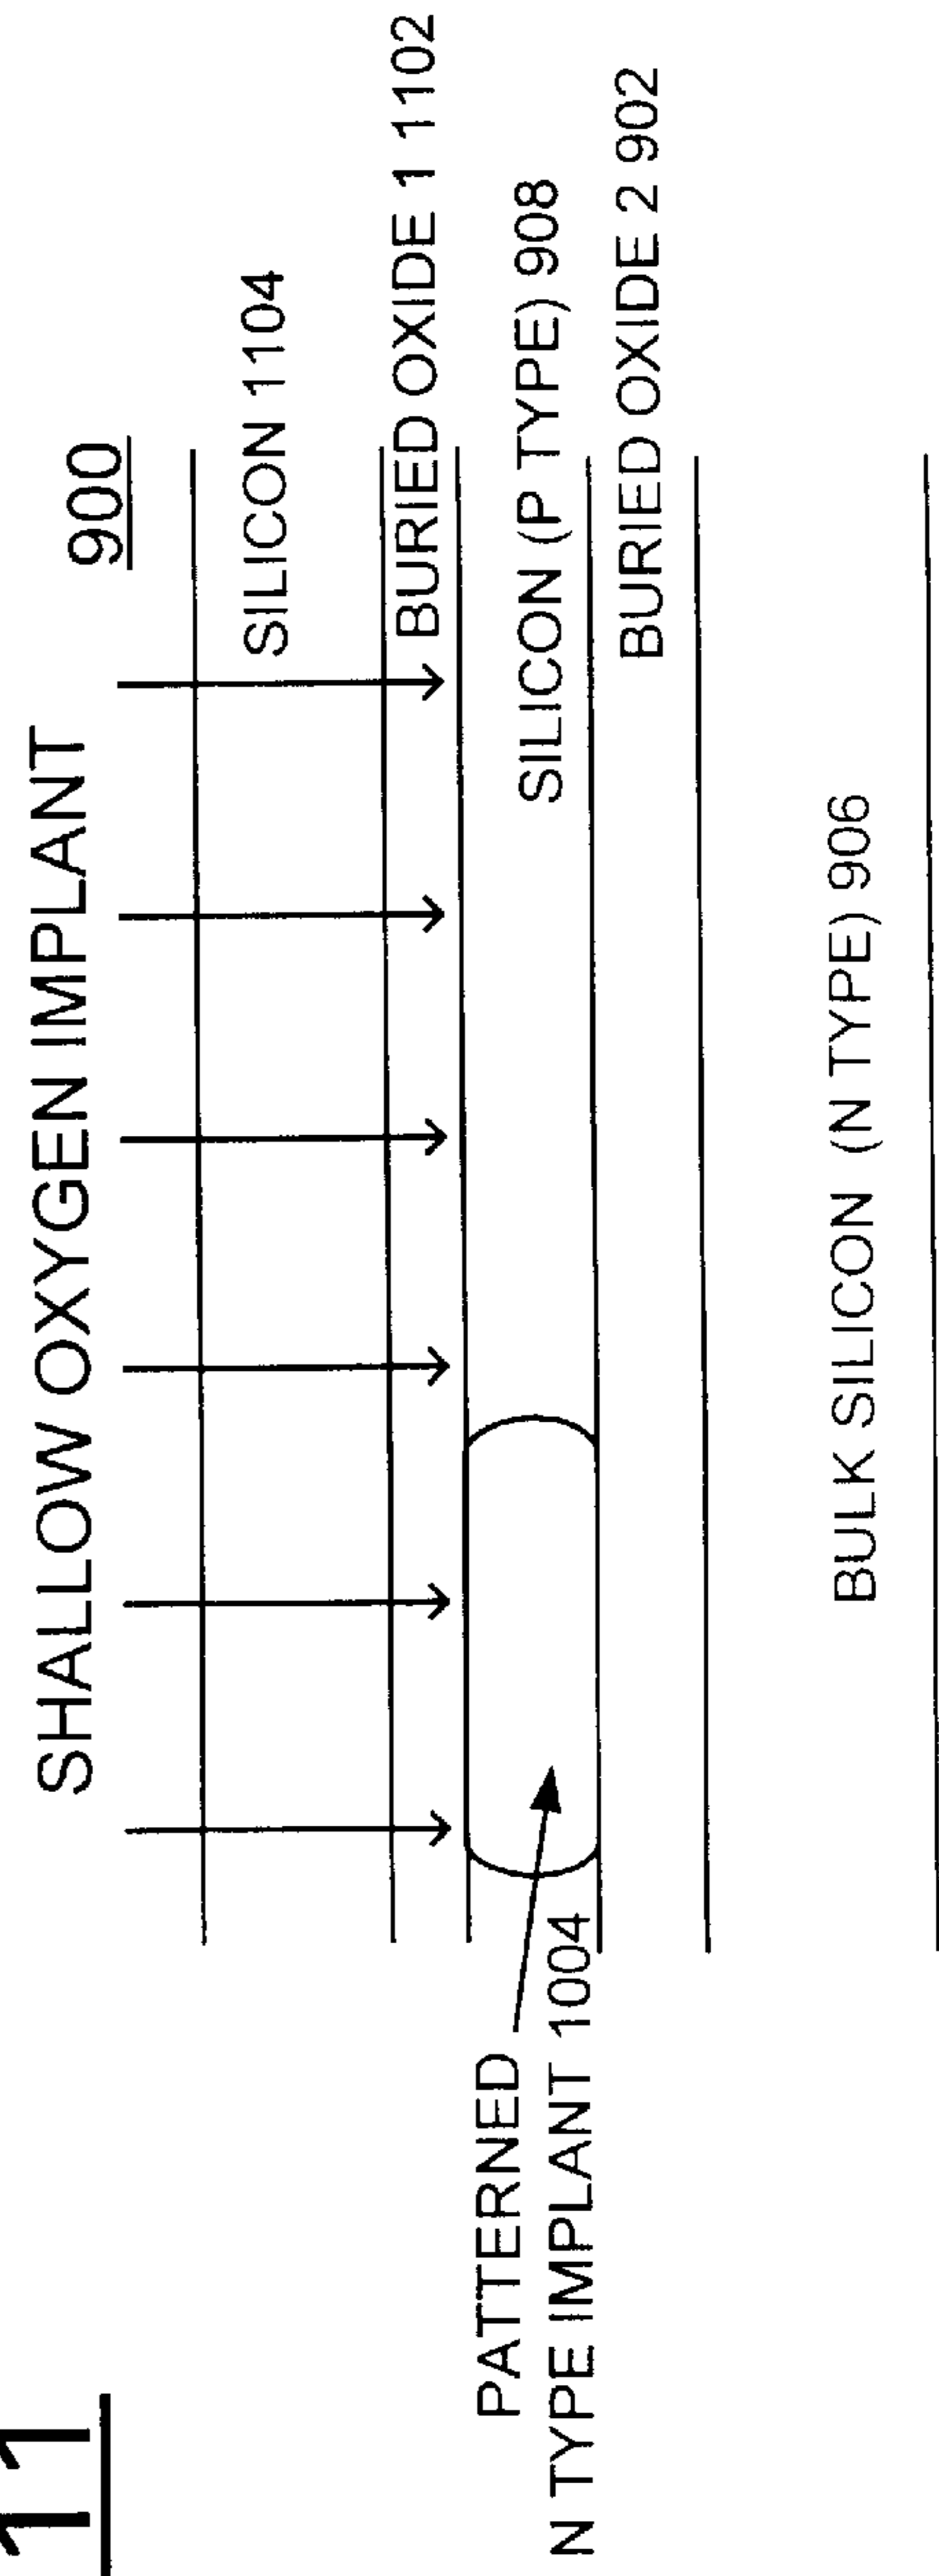 11
SHALLOW OXYGEN IMPLANT
900
SILICON 1104
BURIED OXIDE 1 1102
PATTERNED
N TYPE IMPLANT 1004
SILICON (P TYPE) 908
BURIED OXIDE 2 902
BULK SILICON (N TYPE) 906